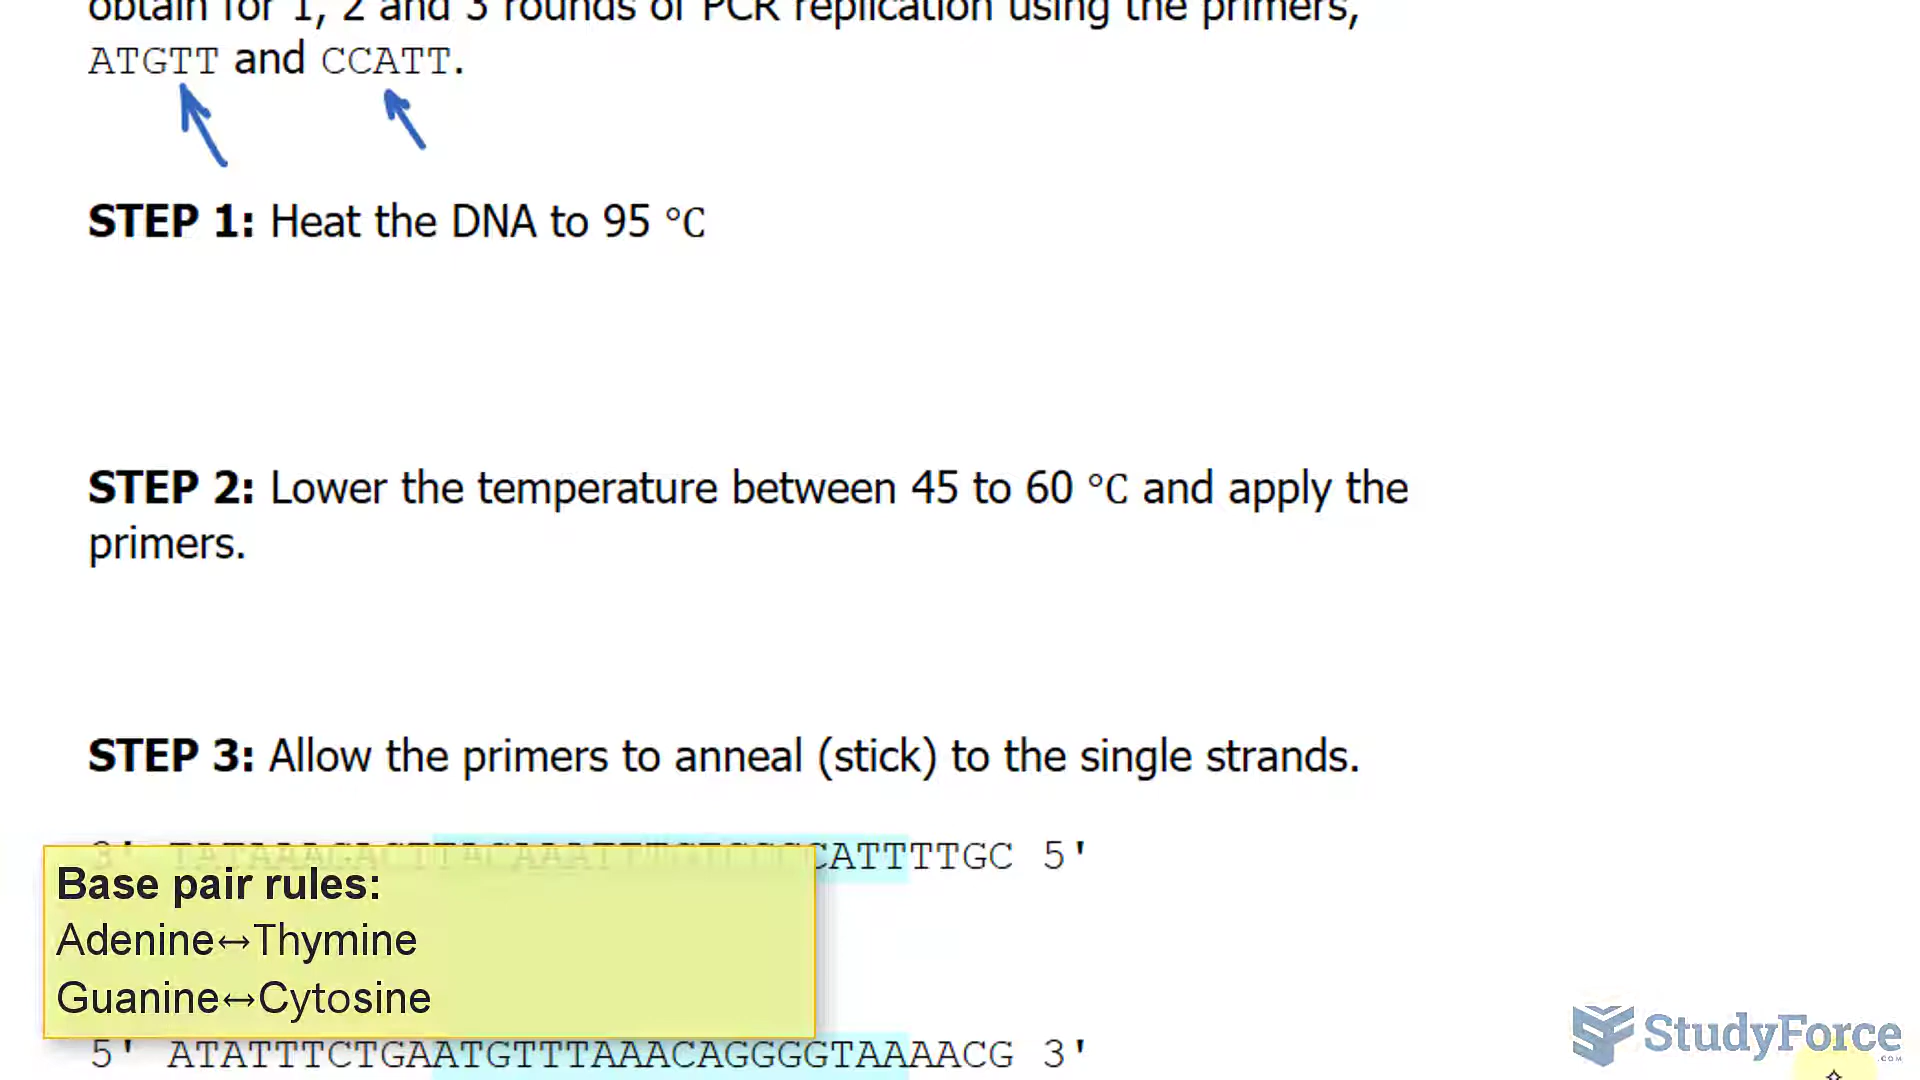 obtain for 1, 2 and 3 rounds of PCR replication using the primers,
ATGTT and CCATT.
STEP 1: Heat the DNA to 95 °C
STEP 2: Lower the temperature between 45 to 60 °C and apply the
primers.
STEP 3: Allow the primers to anneal (stick) to the single strands.
3' TATAAAGACTTACAAATTTGTCCCCATTTTGC 5'
Base pair rules:
Adenine↔Thymine
Guanine↔Cytosine
5' ATATTTCTGAATGTTTAAACAGGGGTAAAACG 3'
StudyForce
.COM